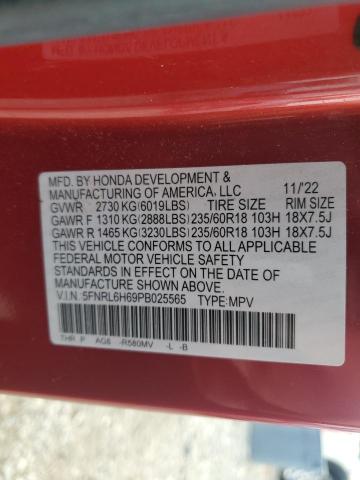 MFD. BY HONDA DEVELOPMENT &
MANUFACTURING OF AMERICA, LLC 11/'22
GVWR 2730 KG(6019LBS) TIRE SIZE RIM SIZE
GAWR F 1310 KG(2888LBS) 235/60R18 103H 18X7.5J
GAWR R 1465 KG(3230LBS) 235/60R18 103H 18X7.5J
THIS VEHICLE CONFORMS TO ALL APPLICABLE
FEDERAL MOTOR VEHICLE SAFETY
STANDARDS IN EFFECT ON THE DATE OF
MANUFACTURE SHOWN ABOVE.
V.I.N: 5FNRL6H69PB025565 TYPE:MPV
THR P AG6 -R580MV -L -B